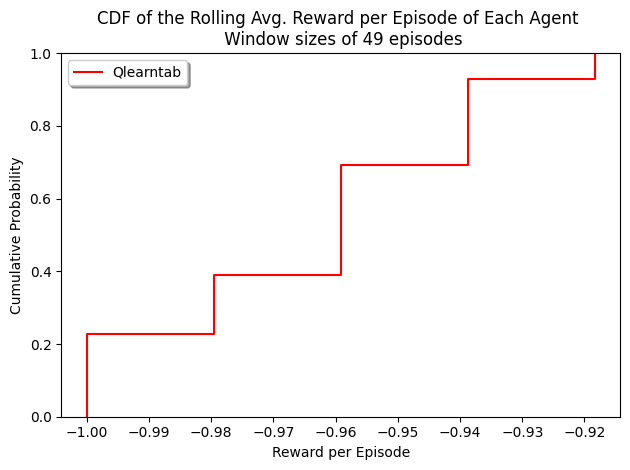 CDF of the Rolling Avg. Reward per Episode of Each Agent
Window sizes of 49 episodes
Qlearntab
Cumulative Probability
1.0
0.8
0.6
0.4
0.2
0.0
−1.00 −0.99 −0.98 −0.97 −0.96 −0.95 −0.94 −0.93 −0.92
Reward per Episode